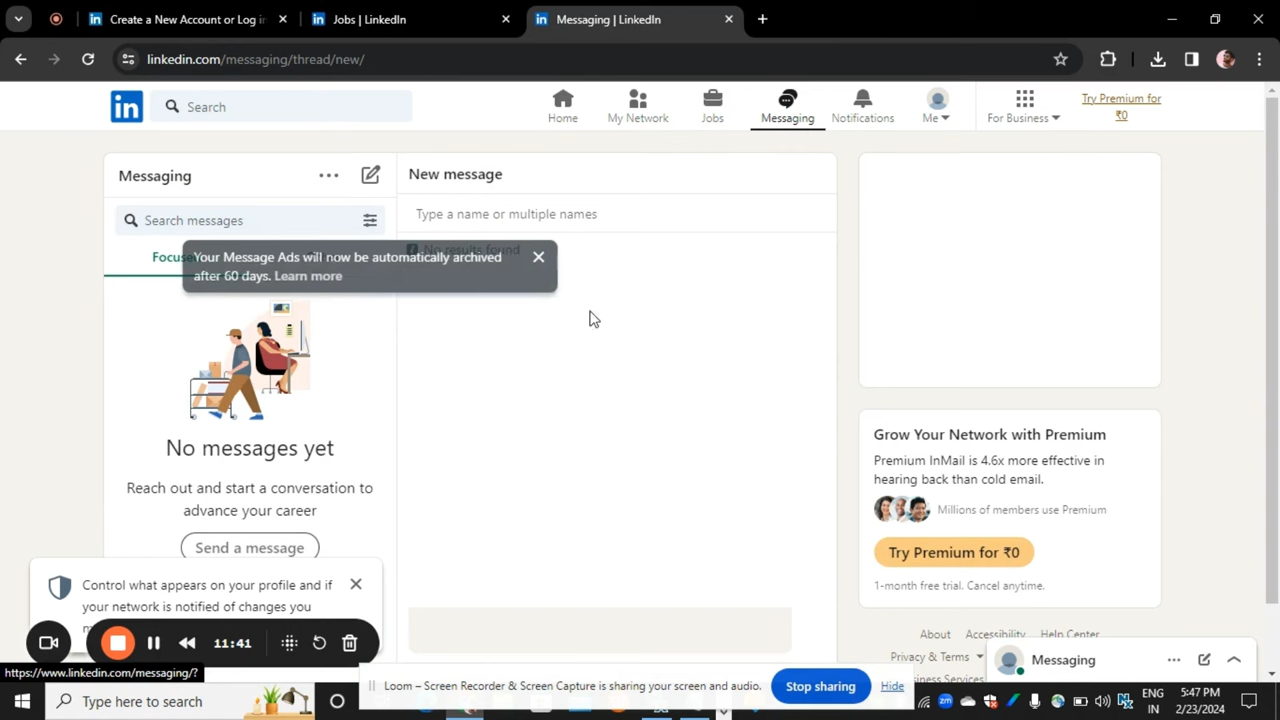 Create a New Account or Log in
Jobs | LinkedIn
Messaging | LinkedIn
linkedin.com/messaging/thread/new/
in
Search
Home
My Network
Jobs
Messaging
Notifications
Me
For Business
Try Premium for
₹0
Messaging
Search messages
New message
Type a name or multiple names
No results found
Your Message Ads will now be automatically archived
after 60 days. Learn more
No messages yet
Reach out and start a conversation to
advance your career
Send a message
Grow Your Network with Premium
Premium InMail is 4.6x more effective in
hearing back than cold email.
Millions of members use Premium
Try Premium for ₹0
1-month free trial. Cancel anytime.
About Accessibility Help Center
Privacy & Terms
Messaging
Control what appears on your profile and if
your network is notified of changes you
11:41
https://www.linkedin.com/messaging/?
Loom – Screen Recorder & Screen Capture is sharing your screen and audio.
Stop sharing
Hide
Type here to search
ENG
IN
5:47 PM
2/23/2024